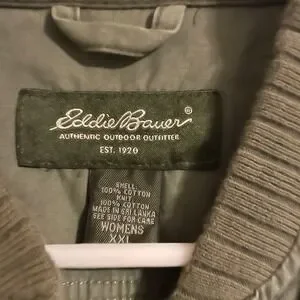 Eddie Bauer®
AUTHENTIC OUTDOOR OUTFITTER
EST. 1920
SHELL:
100% COTTON
KNIT:
100% COTTON
MADE IN SRI LANKA
SEE SIDE FOR CARE
WOMENS
XXL